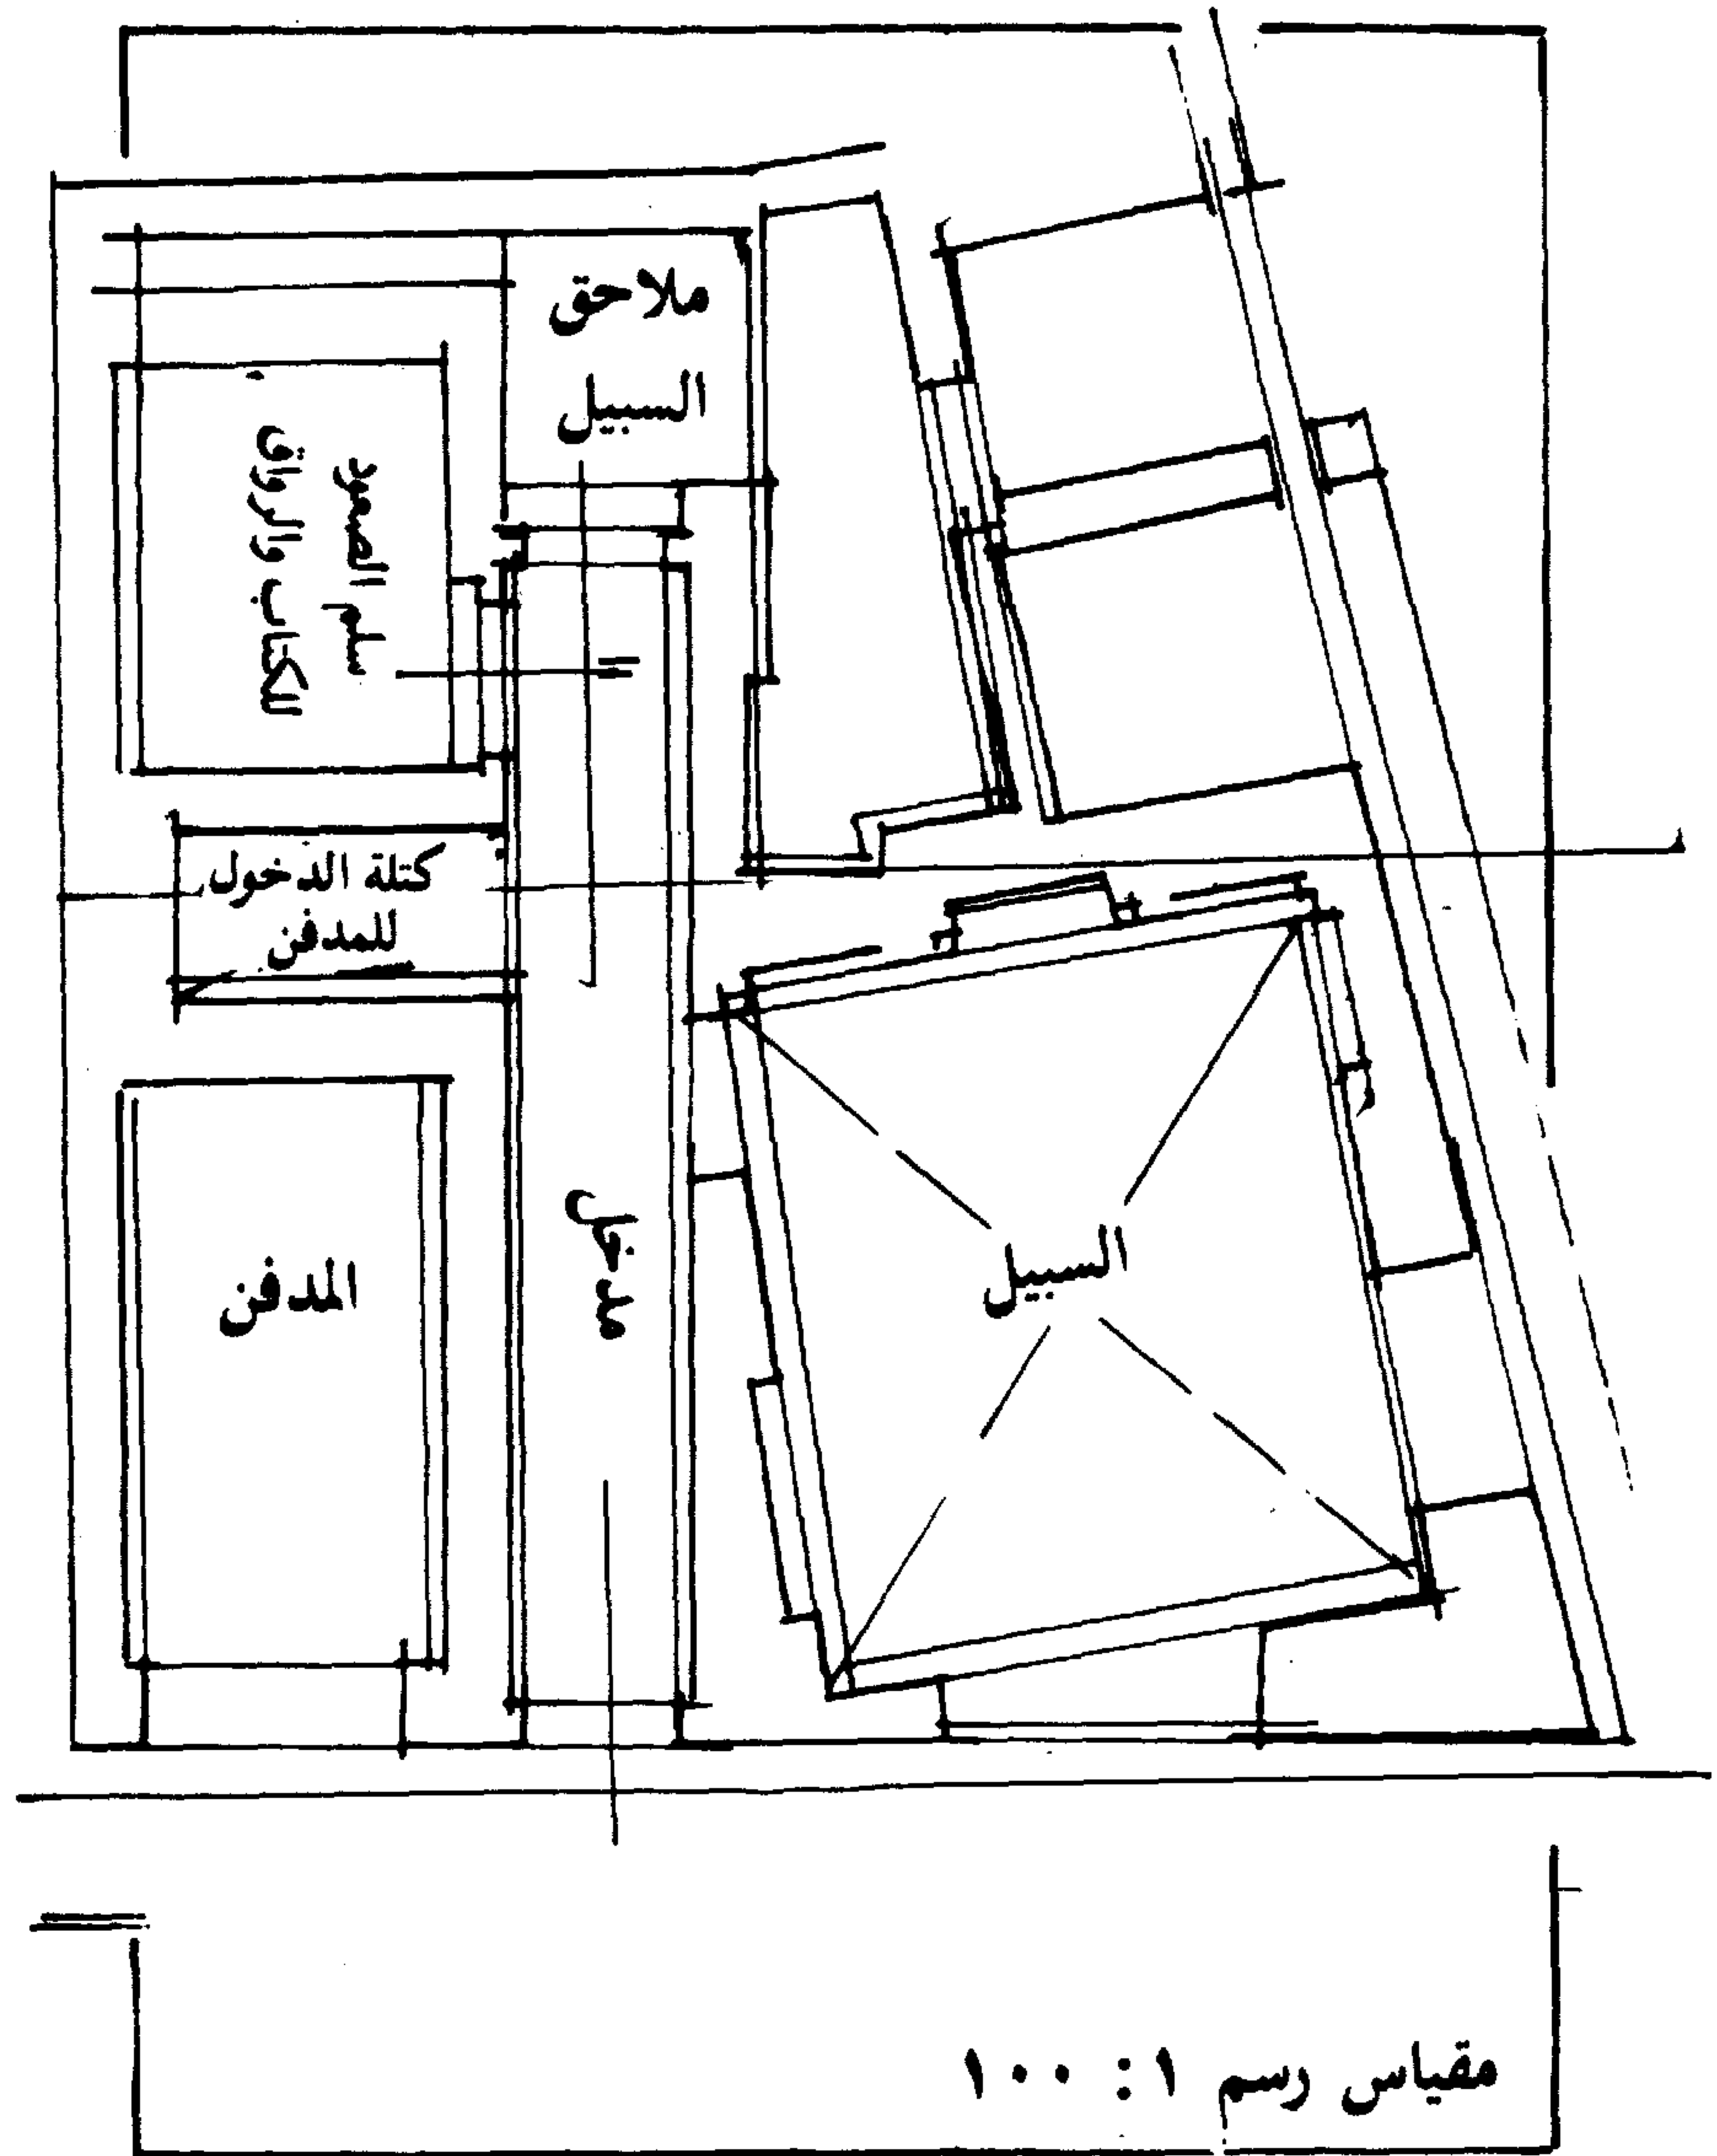 ملاحق
السبيل
سلم الصعود
للكتاب والرواق
كتلة الدخول
للمدفن
المدفن
مدخل
السبيل
مقياس رسم ١ : ١٠٠